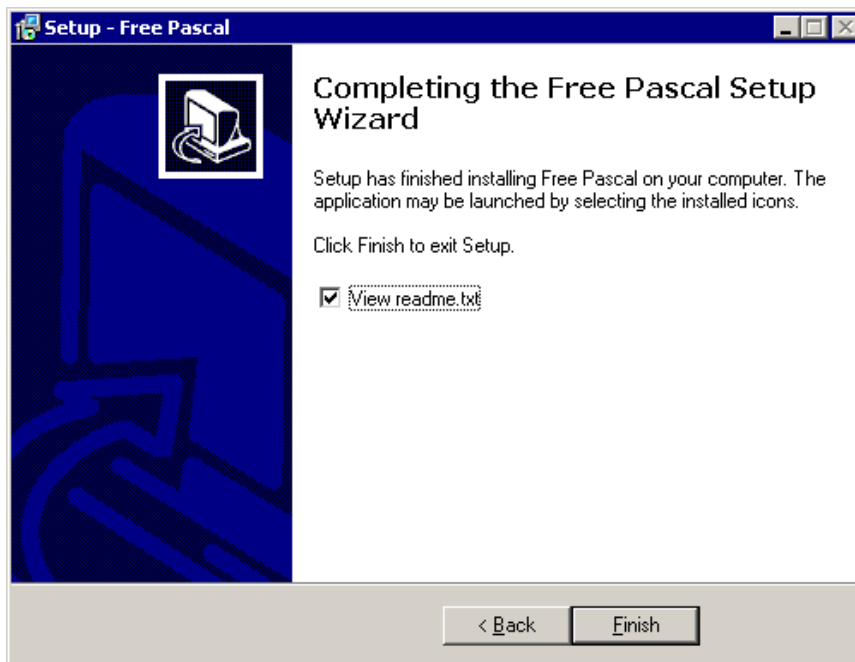 Setup - Free Pascal
Completing the Free Pascal Setup
Wizard
Setup has finished installing Free Pascal on your computer. The
application may be launched by selecting the installed icons.
Click Finish to exit Setup.
View readme.txt
< Back
Finish